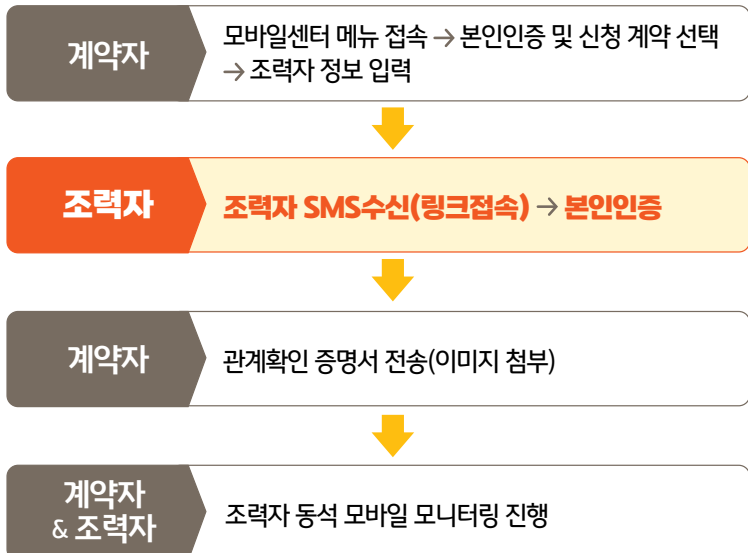 계약자
모바일센터 메뉴 접속 → 본인인증 및 신청 계약 선택
→ 조력자 정보 입력
조력자
조력자 SMS수신(링크접속) → 본인인증
계약자
관계확인 증명서 전송(이미지 첨부)
계약자
& 조력자
조력자 동석 모바일 모니터링 진행